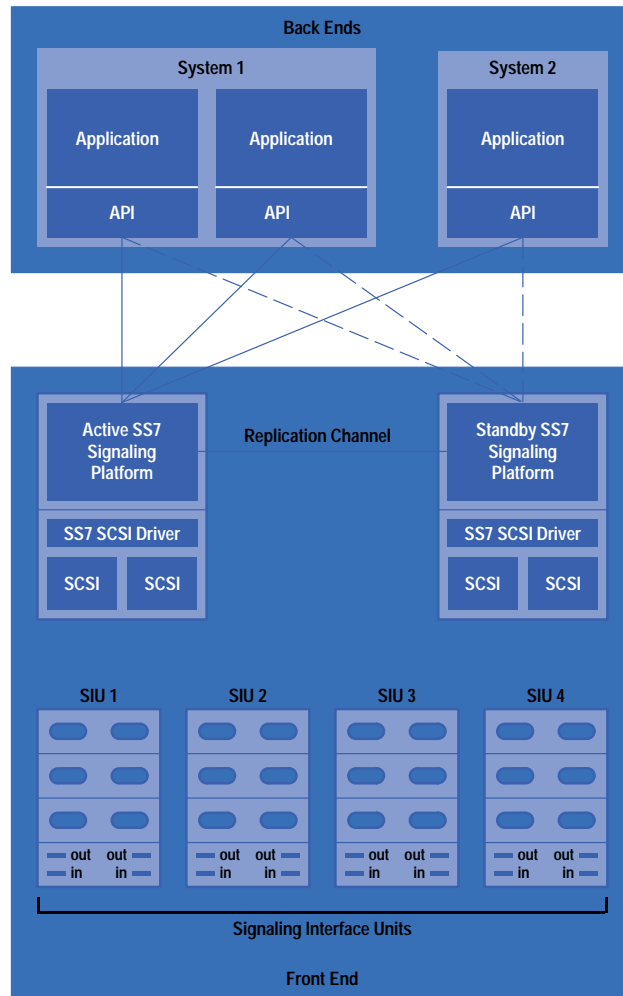 Back Ends
System 1
System 2
Application
Application
Application
API
API
API
Active SS7
Signaling
Platform
Replication Channel
Standby SS7
Signaling
Platform
SS7 SCSI Driver
SS7 SCSI Driver
SCSI
SCSI
SCSI
SCSI
SIU 1
SIU 2
SIU 3
SIU 4
out out
in in
out out
in in
out out
in in
out out
in in
Signaling Interface Units
Front End